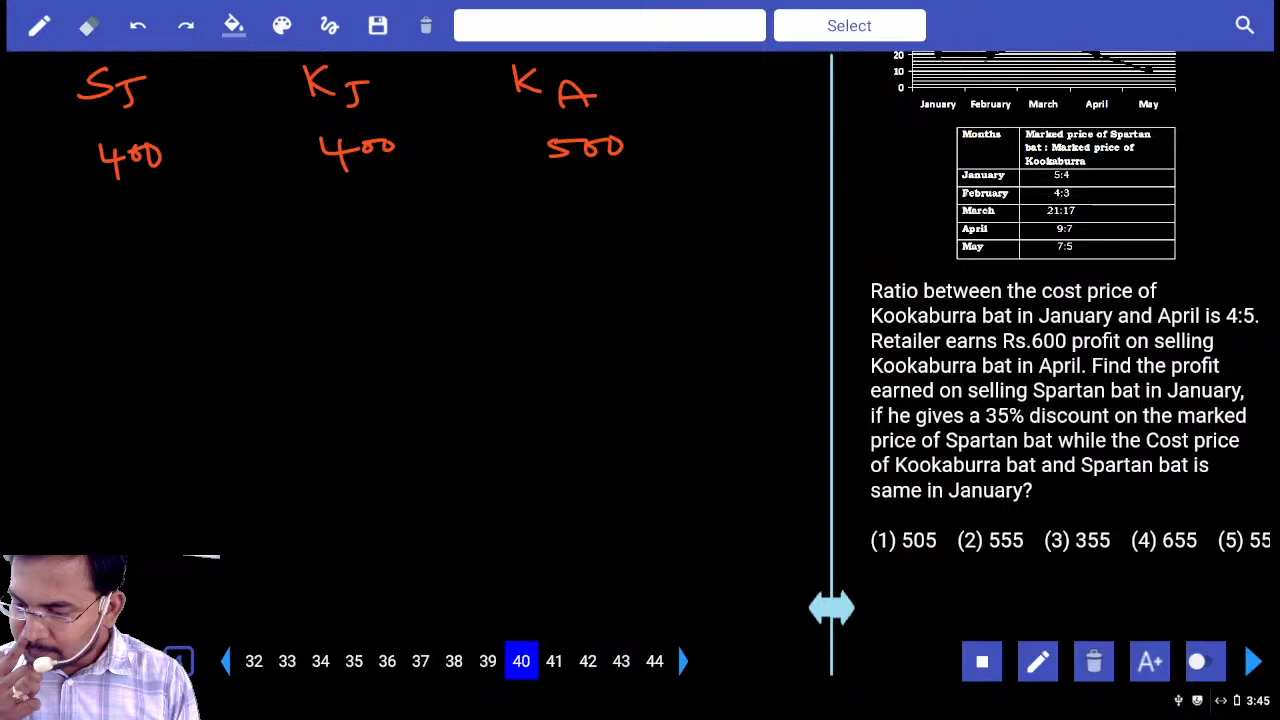 Select
S J K J K A
400 400 500
20
10
0
January February March April May
Months Marked price of Spartan bat : Marked price of Kookaburra
January 5:4
February 4:3
March 21:17
April 9:7
May 7:5
Ratio between the cost price of
Kookaburra bat in January and April is 4:5.
Retailer earns Rs.600 profit on selling
Kookaburra bat in April. Find the profit
earned on selling Spartan bat in January,
if he gives a 35% discount on the marked
price of Spartan bat while the Cost price
of Kookaburra bat and Spartan bat is
same in January?
(1) 505 (2) 555 (3) 355 (4) 655 (5) 55
32 33 34 35 36 37 38 39 40 41 42 43 44
A+
3:45